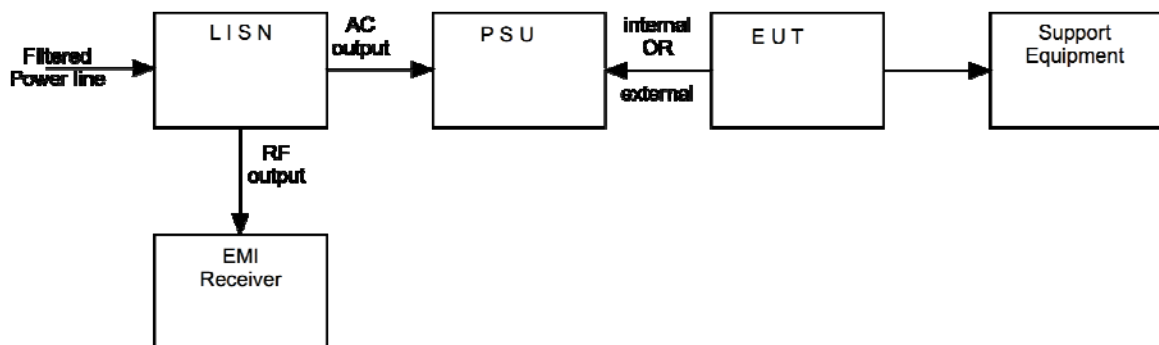 Filtered
Power line
L I S N
AC
output
P S U
internal
OR
external
E U T
Support
Equipment
RF
output
EMI
Receiver